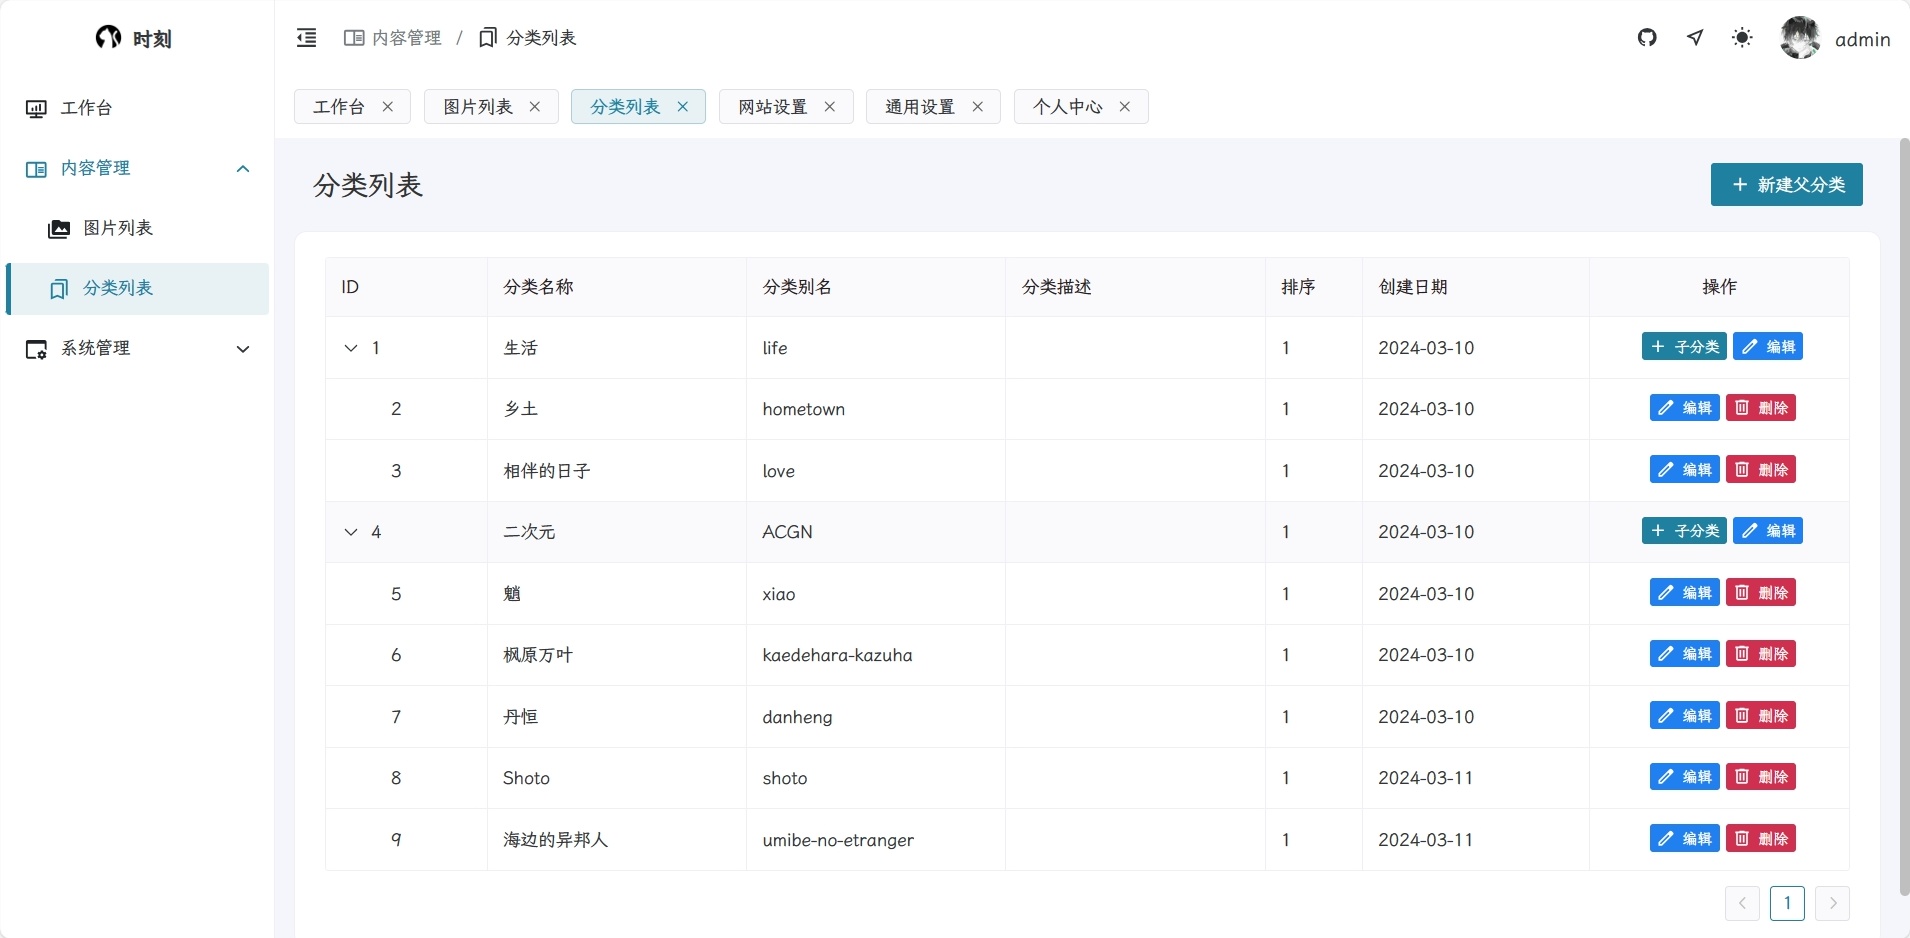 时刻
内容管理 / 分类列表
admin
工作台
内容管理
图片列表
分类列表
系统管理
工作台 图片列表 分类列表 网站设置 通用设置 个人中心
分类列表
+ 新建父分类
ID 分类名称 分类别名 分类描述 排序 创建日期 操作
1 生活 life 1 2024-03-10 + 子分类 编辑
2 乡土 hometown 1 2024-03-10 编辑 删除
3 相伴的日子 love 1 2024-03-10 编辑 删除
4 二次元 ACGN 1 2024-03-10 + 子分类 编辑
5 魈 xiao 1 2024-03-10 编辑 删除
6 枫原万叶 kaedehara-kazuha 1 2024-03-10 编辑 删除
7 丹恒 danheng 1 2024-03-10 编辑 删除
8 Shoto shoto 1 2024-03-11 编辑 删除
9 海边的异邦人 umibe-no-etranger 1 2024-03-11 编辑 删除
1